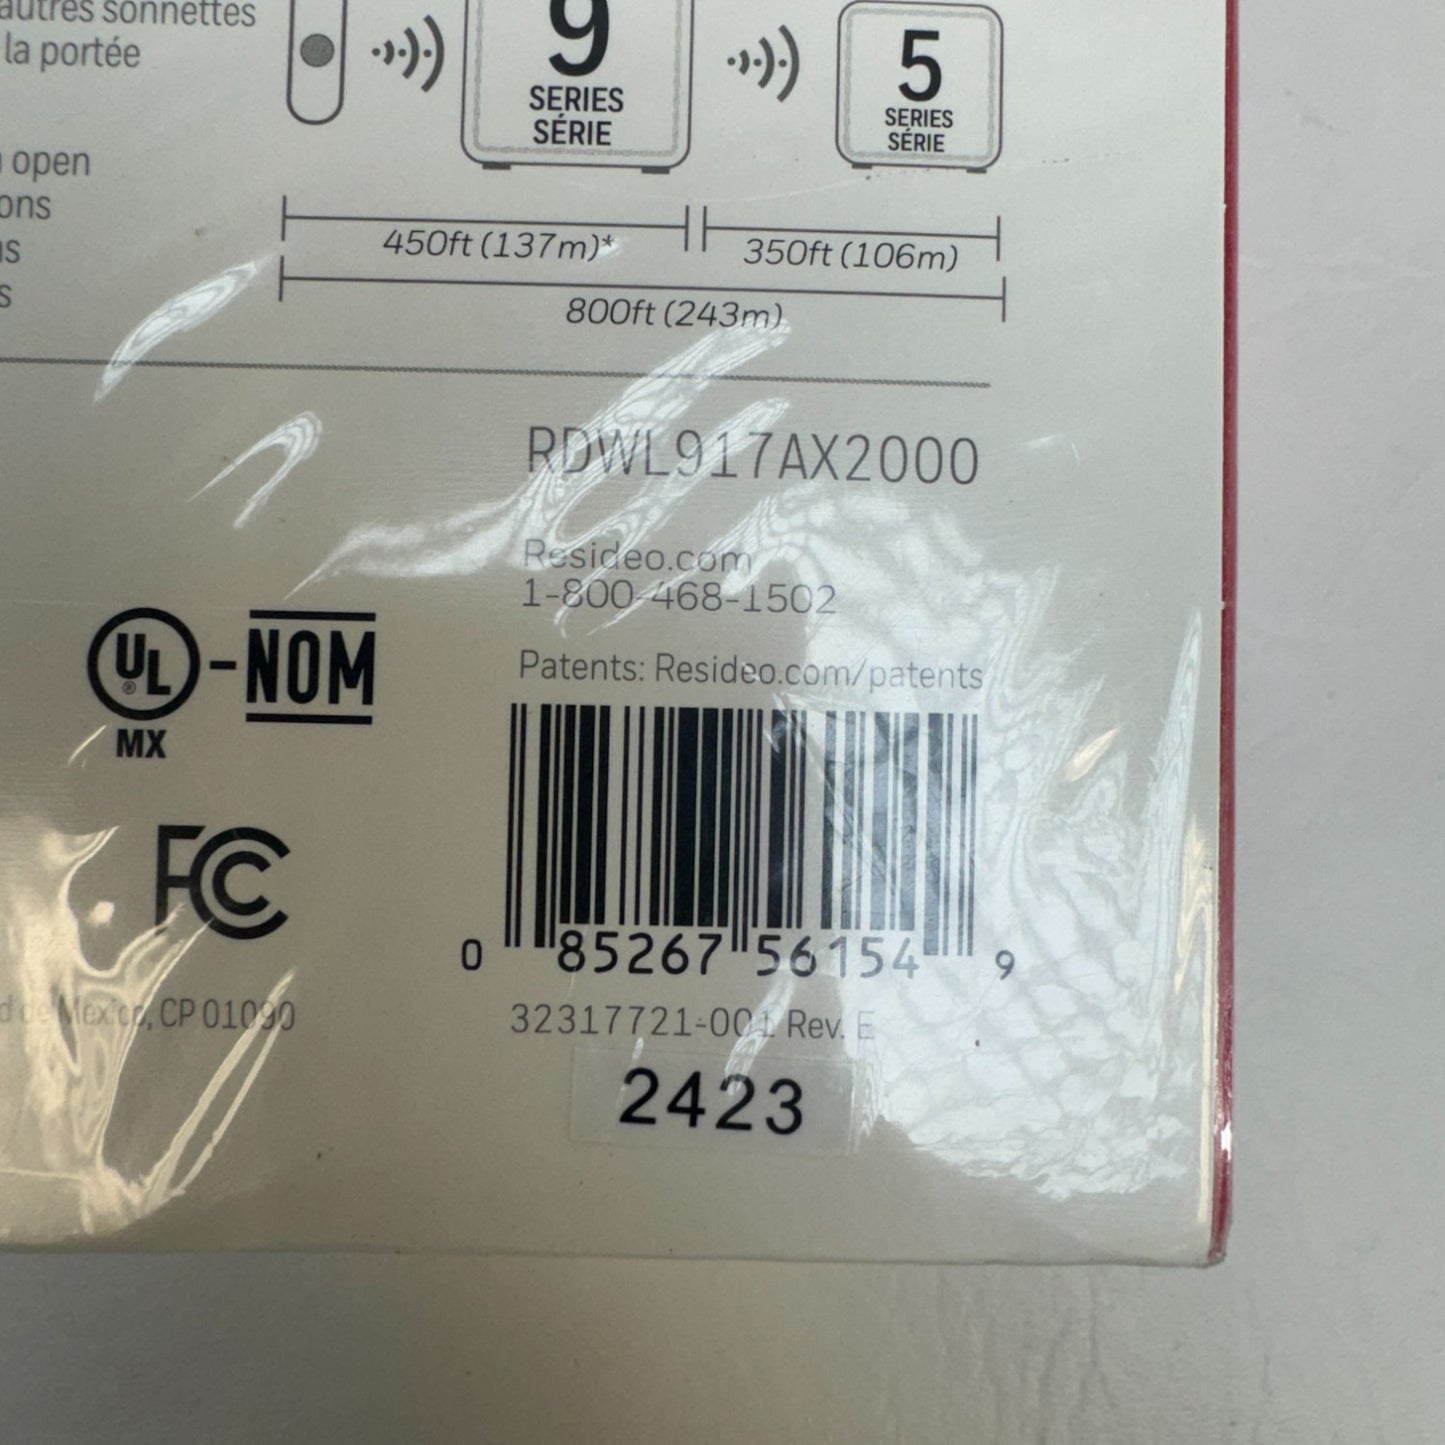 autres sonnettes
la portée
open
ons
s
9
SERIES
SÉRIE
5
SERIES
SÉRIE
450ft (137m)*
350ft (106m)
800ft (243m)
RDWL917AX2000
Resideo.com
1-800-468-1502
Patents: Resideo.com/patents
UL®-NOM
MX
FC
0 85267 56154 9
32317721-001 Rev. E
d de Mexico, CP 01090
2423